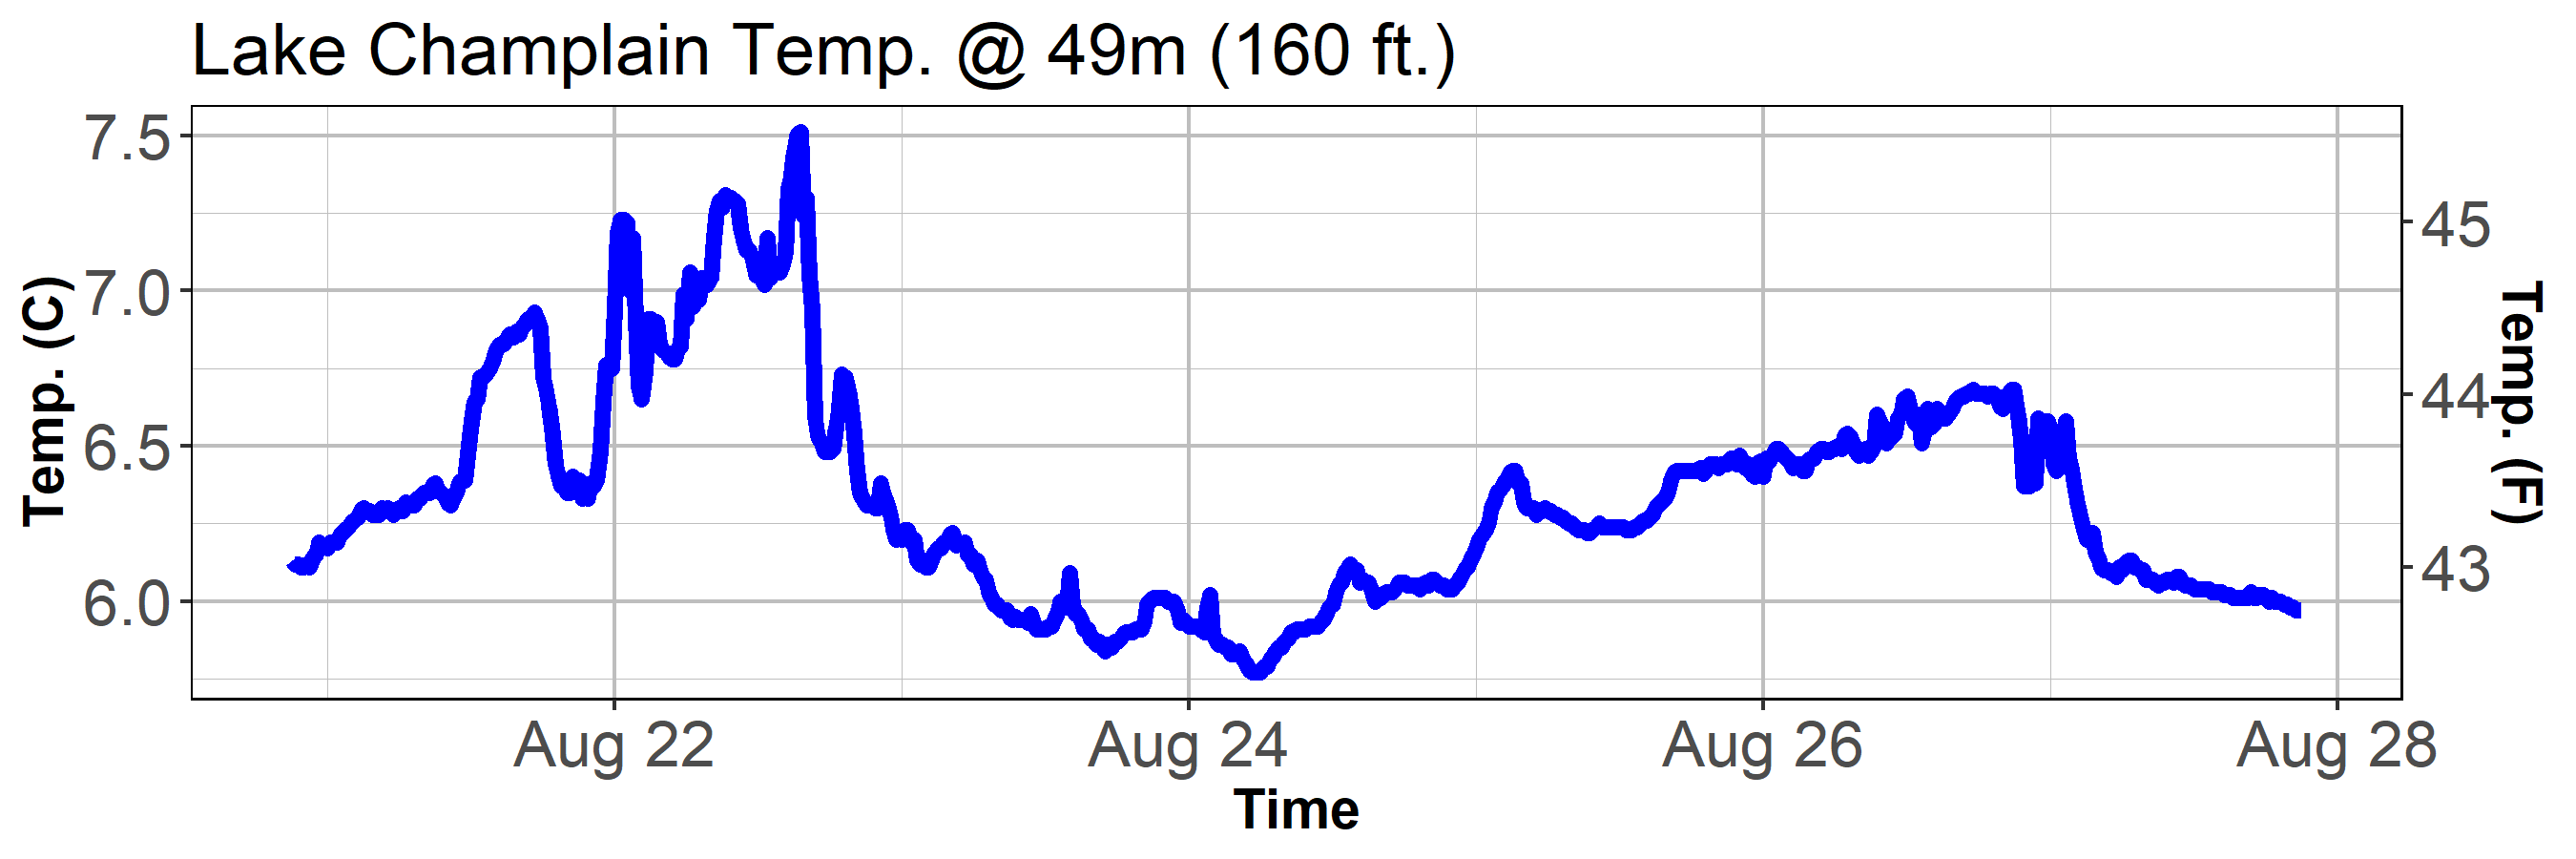 Lake Champlain Temp. @ 49m (160 ft.)
7.5
7.0
6.5
6.0
Temp. (C)
45
44
43
Temp. (F)
Aug 22
Aug 24
Aug 26
Aug 28
Time